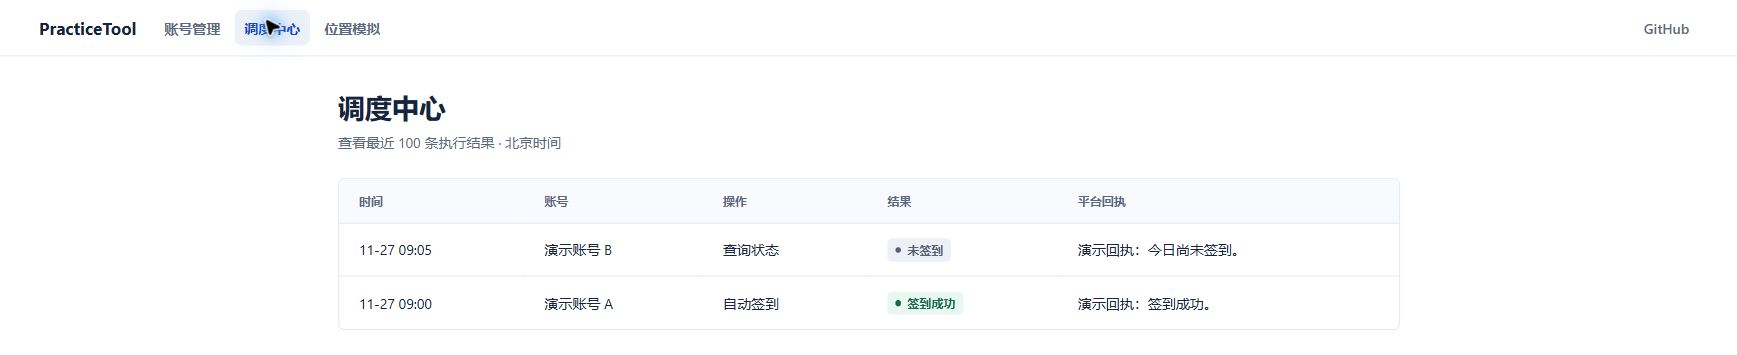 PracticeTool 账号管理 调度中心 位置模拟 GitHub
调度中心
查看最近 100 条执行结果 · 北京时间
时间 账号 操作 结果 平台回执
11-27 09:05 演示账号 B 查询状态 未签到 演示回执：今日尚未签到。
11-27 09:00 演示账号 A 自动签到 签到成功 演示回执：签到成功。